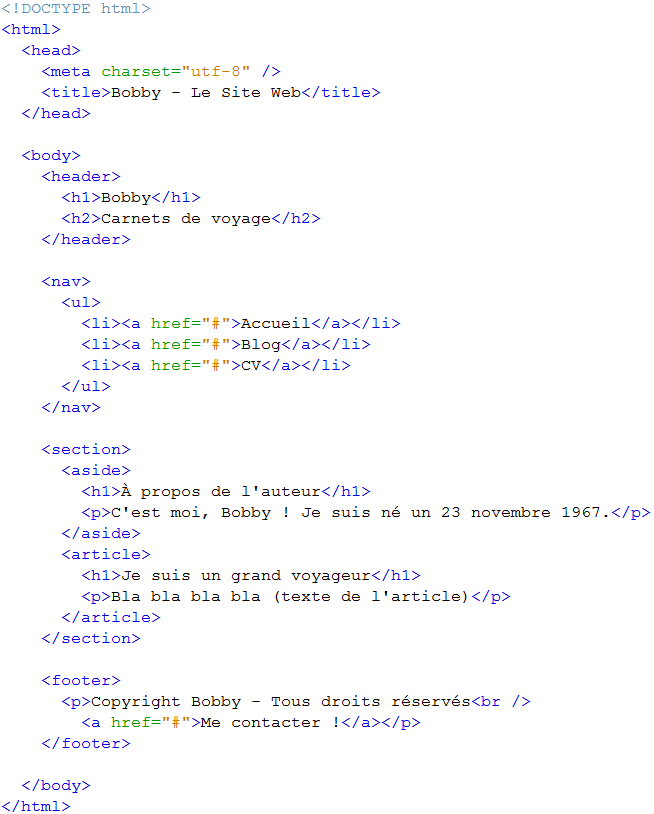 <!DOCTYPE html>
<html>
<head>
<meta charset="utf-8" />
<title>Bobby - Le Site Web</title>
</head>
<body>
<header>
<h1>Bobby</h1>
<h2>Carnets de voyage</h2>
</header>
<nav>
<ul>
<li><a href="#">Accueil</a></li>
<li><a href="#">Blog</a></li>
<li><a href="#">CV</a></li>
</ul>
</nav>
<section>
<aside>
<h1>À propos de l'auteur</h1>
<p>C'est moi, Bobby ! Je suis né un 23 novembre 1967.</p>
</aside>
<article>
<h1>Je suis un grand voyageur</h1>
<p>Bla bla bla bla (texte de l'article)</p>
</article>
</section>
<footer>
<p>Copyright Bobby - Tous droits réservés<br />
<a href="#">Me contacter !</a></p>
</footer>
</body>
</html>